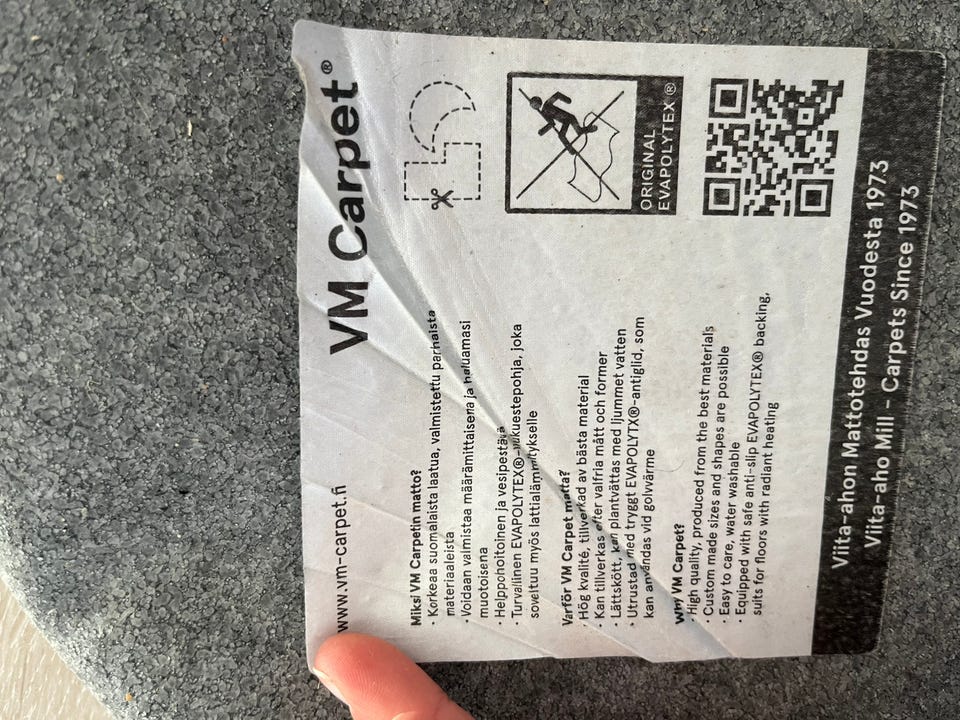 www.vm-carpet.fi
VM Carpet®
Miksi VM Carpetin matto?
· Korkeaa suomalaista laatua, valmistettu parhaista
materiaaleista
· Voidaan valmistaa määrämittaisena ja haluamasi
muotoisena
· Helppohoitoinen ja vesipestävä
· Turvallinen EVAPOLYTEX®-liukuestepohja, joka
soveltuu myös lattialämmitykselle
Varför VM Carpet matta?
· Hög kvalité, tillverkad av bästa material
· Kan tillverkas efter valfria mått och former
· Lättskött, kan plantvättas med ljummet vatten
· Utrustad med tryggt EVAPOLYTX®-antiglid, som
kan användas vid golvvärme
Why VM Carpet?
· High quality, produced from the best materials
· Custom made sizes and shapes are possible
· Easy to care, water washable
· Equipped with safe anti-slip EVAPOLYTEX® backing,
suits for floors with radiant heating
ORIGINAL
EVAPOLYTEX ®
Viita-ahon Mattotehdas Vuodesta 1973
Viita-aho Mill - Carpets Since 1973